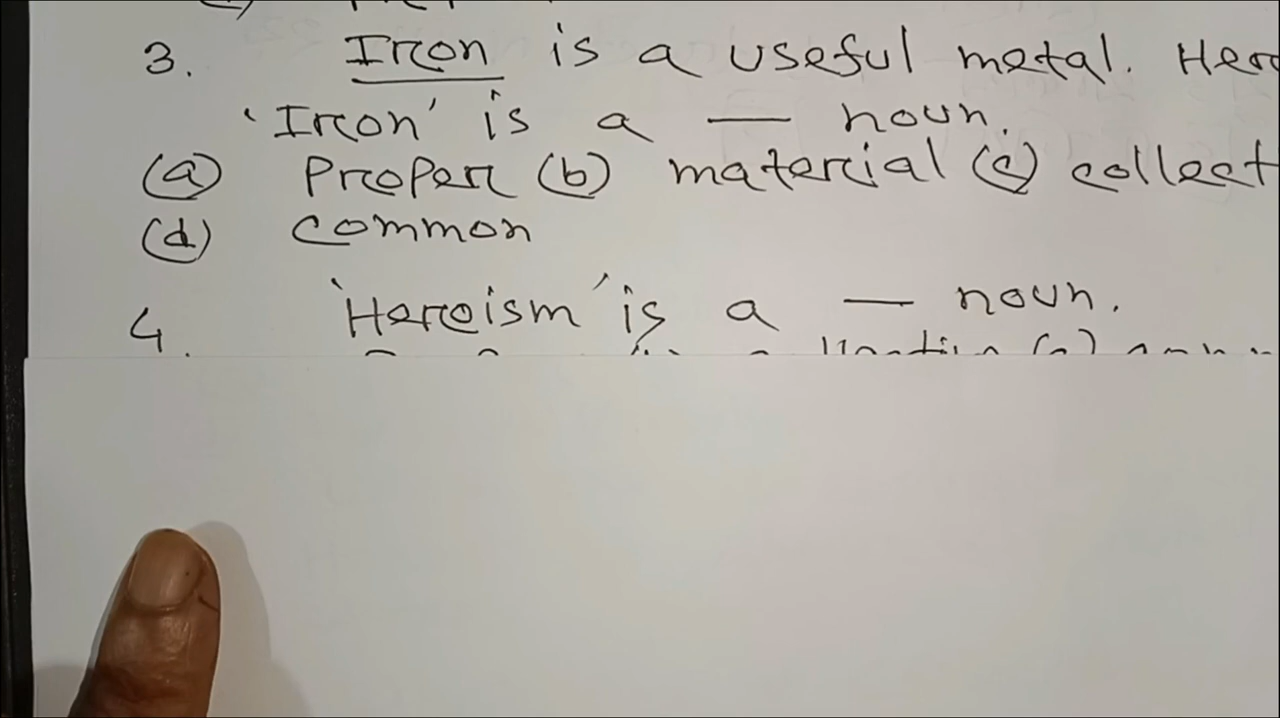 3. Iron is a useful metal. Here
'Iron' is a — noun.
(a) Proper (b) material (c) collect
(d) common
4. 'Heroism' is a — noun.